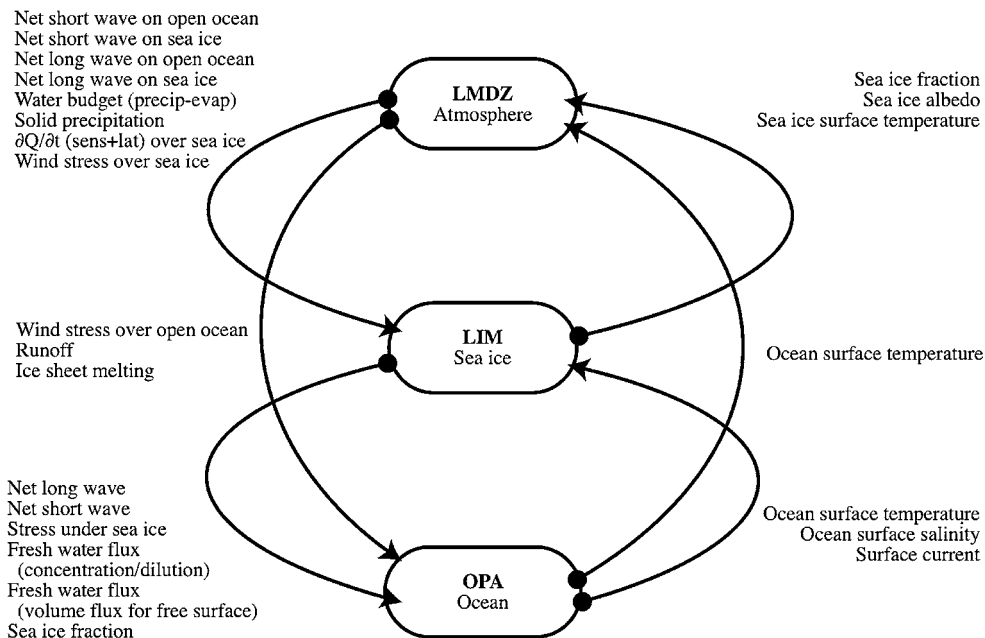 Net short wave on open ocean
Net short wave on sea ice
Net long wave on open ocean
Net long wave on sea ice
Water budget (precip-evap)
Solid precipitation
∂Q/∂t (sens+lat) over sea ice
Wind stress over sea ice
LMDZ
Atmosphere
Sea ice fraction
Sea ice albedo
Sea ice surface temperature
Wind stress over open ocean
Runoff
Ice sheet melting
LIM
Sea ice
Ocean surface temperature
Net long wave
Net short wave
Stress under sea ice
Fresh water flux
(concentration/dilution)
Fresh water flux
(volume flux for free surface)
Sea ice fraction
OPA
Ocean
Ocean surface temperature
Ocean surface salinity
Surface current